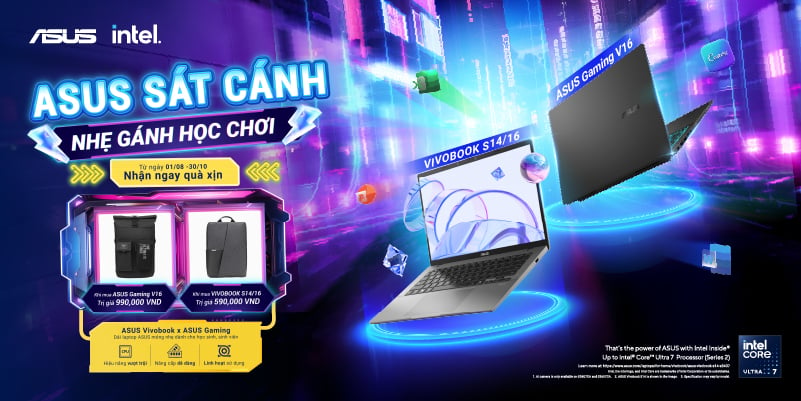 ASUS intel.
ASUS SÁT CÁNH
NHẸ GÁNH HỌC CHƠI
Từ ngày 01/08 -30/10
Nhận ngay quà xịn
Khi mua ASUS Gaming V16
Trị giá 990,000 VND
Khi mua VIVOBOOK S14/16
Trị giá 590,000 VND
ASUS Vivobook x ASUS Gaming
Dải laptop ASUS mỏng nhẹ dành cho học sinh, sinh viên
CPU
Hiệu năng vượt trội
Nâng cấp dễ dàng
Linh hoạt sử dụng
VIVOBOOK S14/16
ASUS Gaming V16
ASUS
Canva
That's the power of ASUS with Intel Inside®
Up to Intel® Core™ Ultra 7 Processor (Series 2)
intel
CORE
ULTRA 7